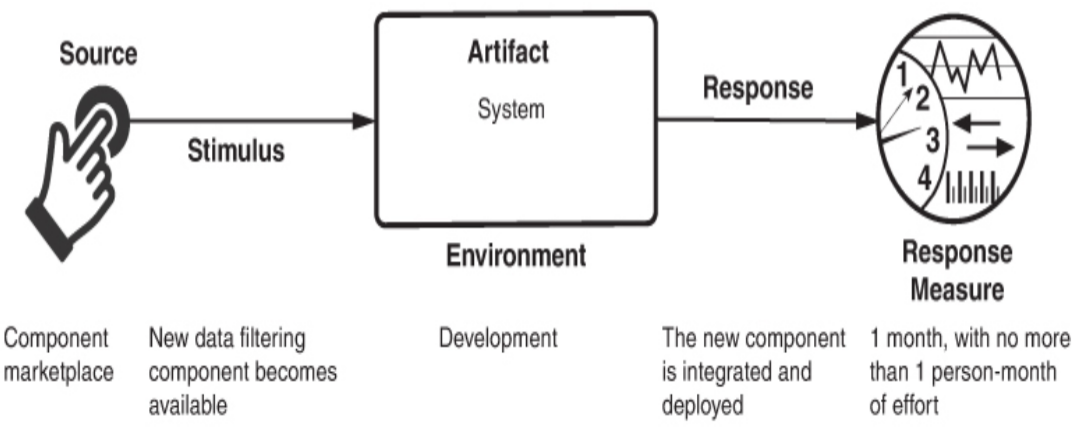 Source
Stimulus
Artifact
System
Environment
Response
1
2
3
4
Response
Measure
Component
marketplace
New data filtering
component becomes
available
Development
The new component
is integrated and
deployed
1 month, with no more
than 1 person-month
of effort